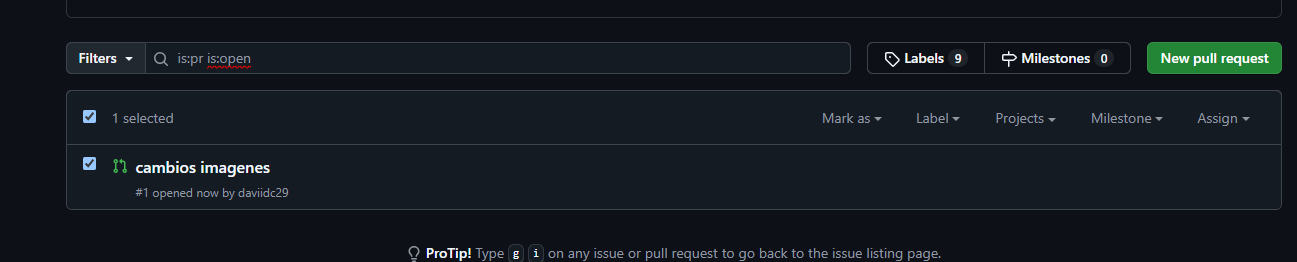 Filters is:pr is:open Labels 9 Milestones 0 New pull request
1 selected Mark as Label Projects Milestone Assign
cambios imagenes
#1 opened now by daviidc29
ProTip! Type g i on any issue or pull request to go back to the issue listing page.